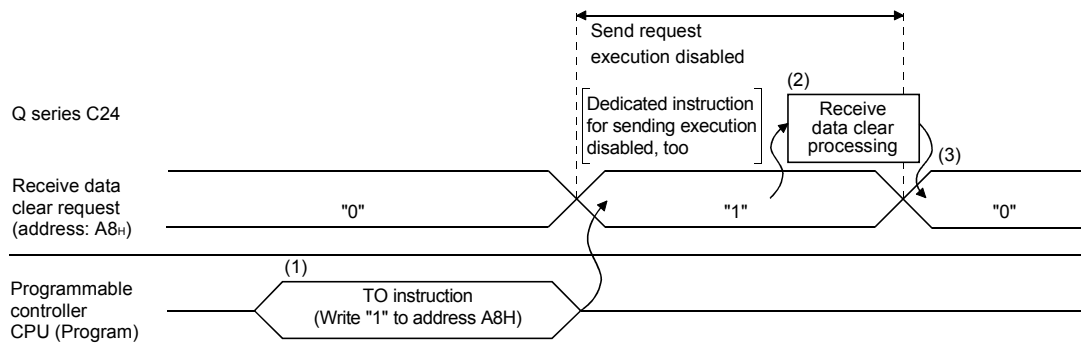 Send request
execution disabled
Q series C24
Dedicated instruction
for sending execution
disabled, too
(2)
Receive
data clear
processing
(3)
Receive data
clear request
(address: A8H)
"0"
"1"
"0"
(1)
Programmable
controller
CPU (Program)
TO instruction
(Write "1" to address A8H)